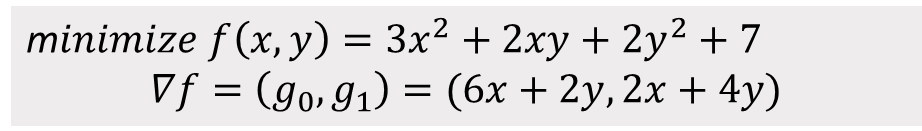 minimize f(x, y) = 3x² + 2xy + 2y² + 7
∇f = (g₀, g₁) = (6x + 2y, 2x + 4y)